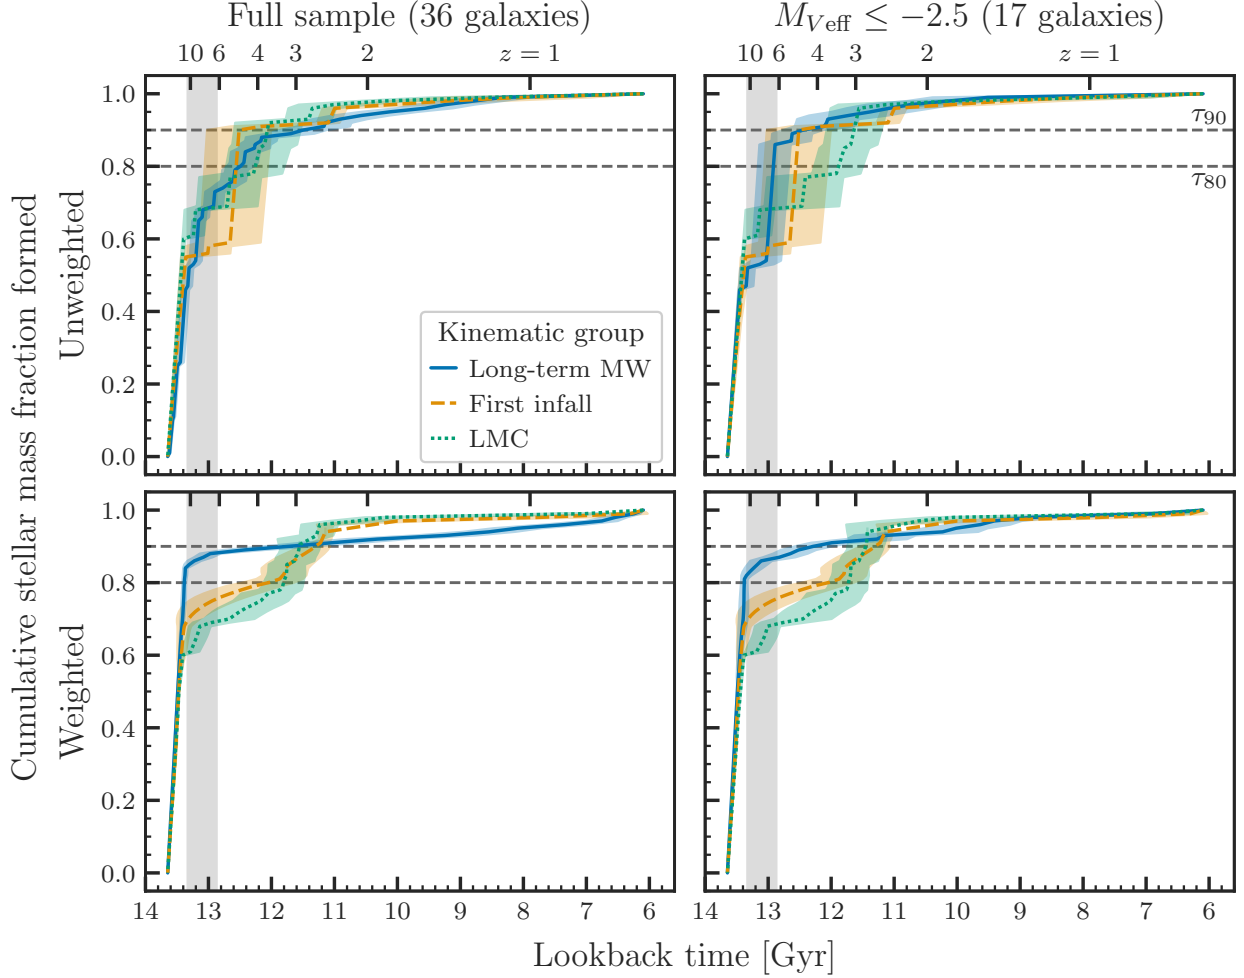 Full sample (36 galaxies)
M_Veff ≤ −2.5 (17 galaxies)
10 6 4 3 2 z = 1
10 6 4 3 2 z = 1
1.0
0.8
0.6
0.4
0.2
0.0
τ90
τ80
Kinematic group
Long-term MW
First infall
LMC
Cumulative stellar mass fraction formed
Unweighted
Weighted
1.0
0.8
0.6
0.4
0.2
0.0
14 13 12 11 10 9 8 7 6
14 13 12 11 10 9 8 7 6
Lookback time [Gyr]